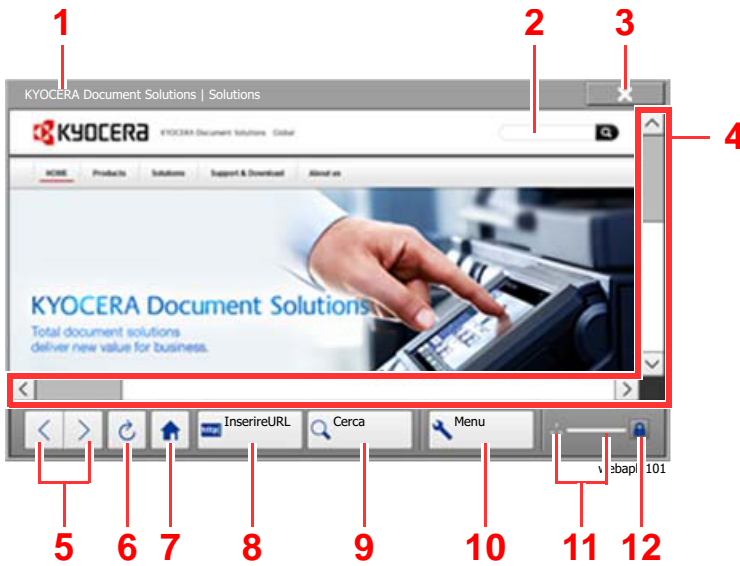 1 2 3
KYOCERA Document Solutions | Solutions
KYOCERA KYOCERA Document Solutions Global
4
HOME Products Solutions Support & Download About us
KYOCERA Document Solutions
Total document solutions
deliver new value for business.
InserireURL Cerca Menu
101
5 6 7 8 9 10 11 12